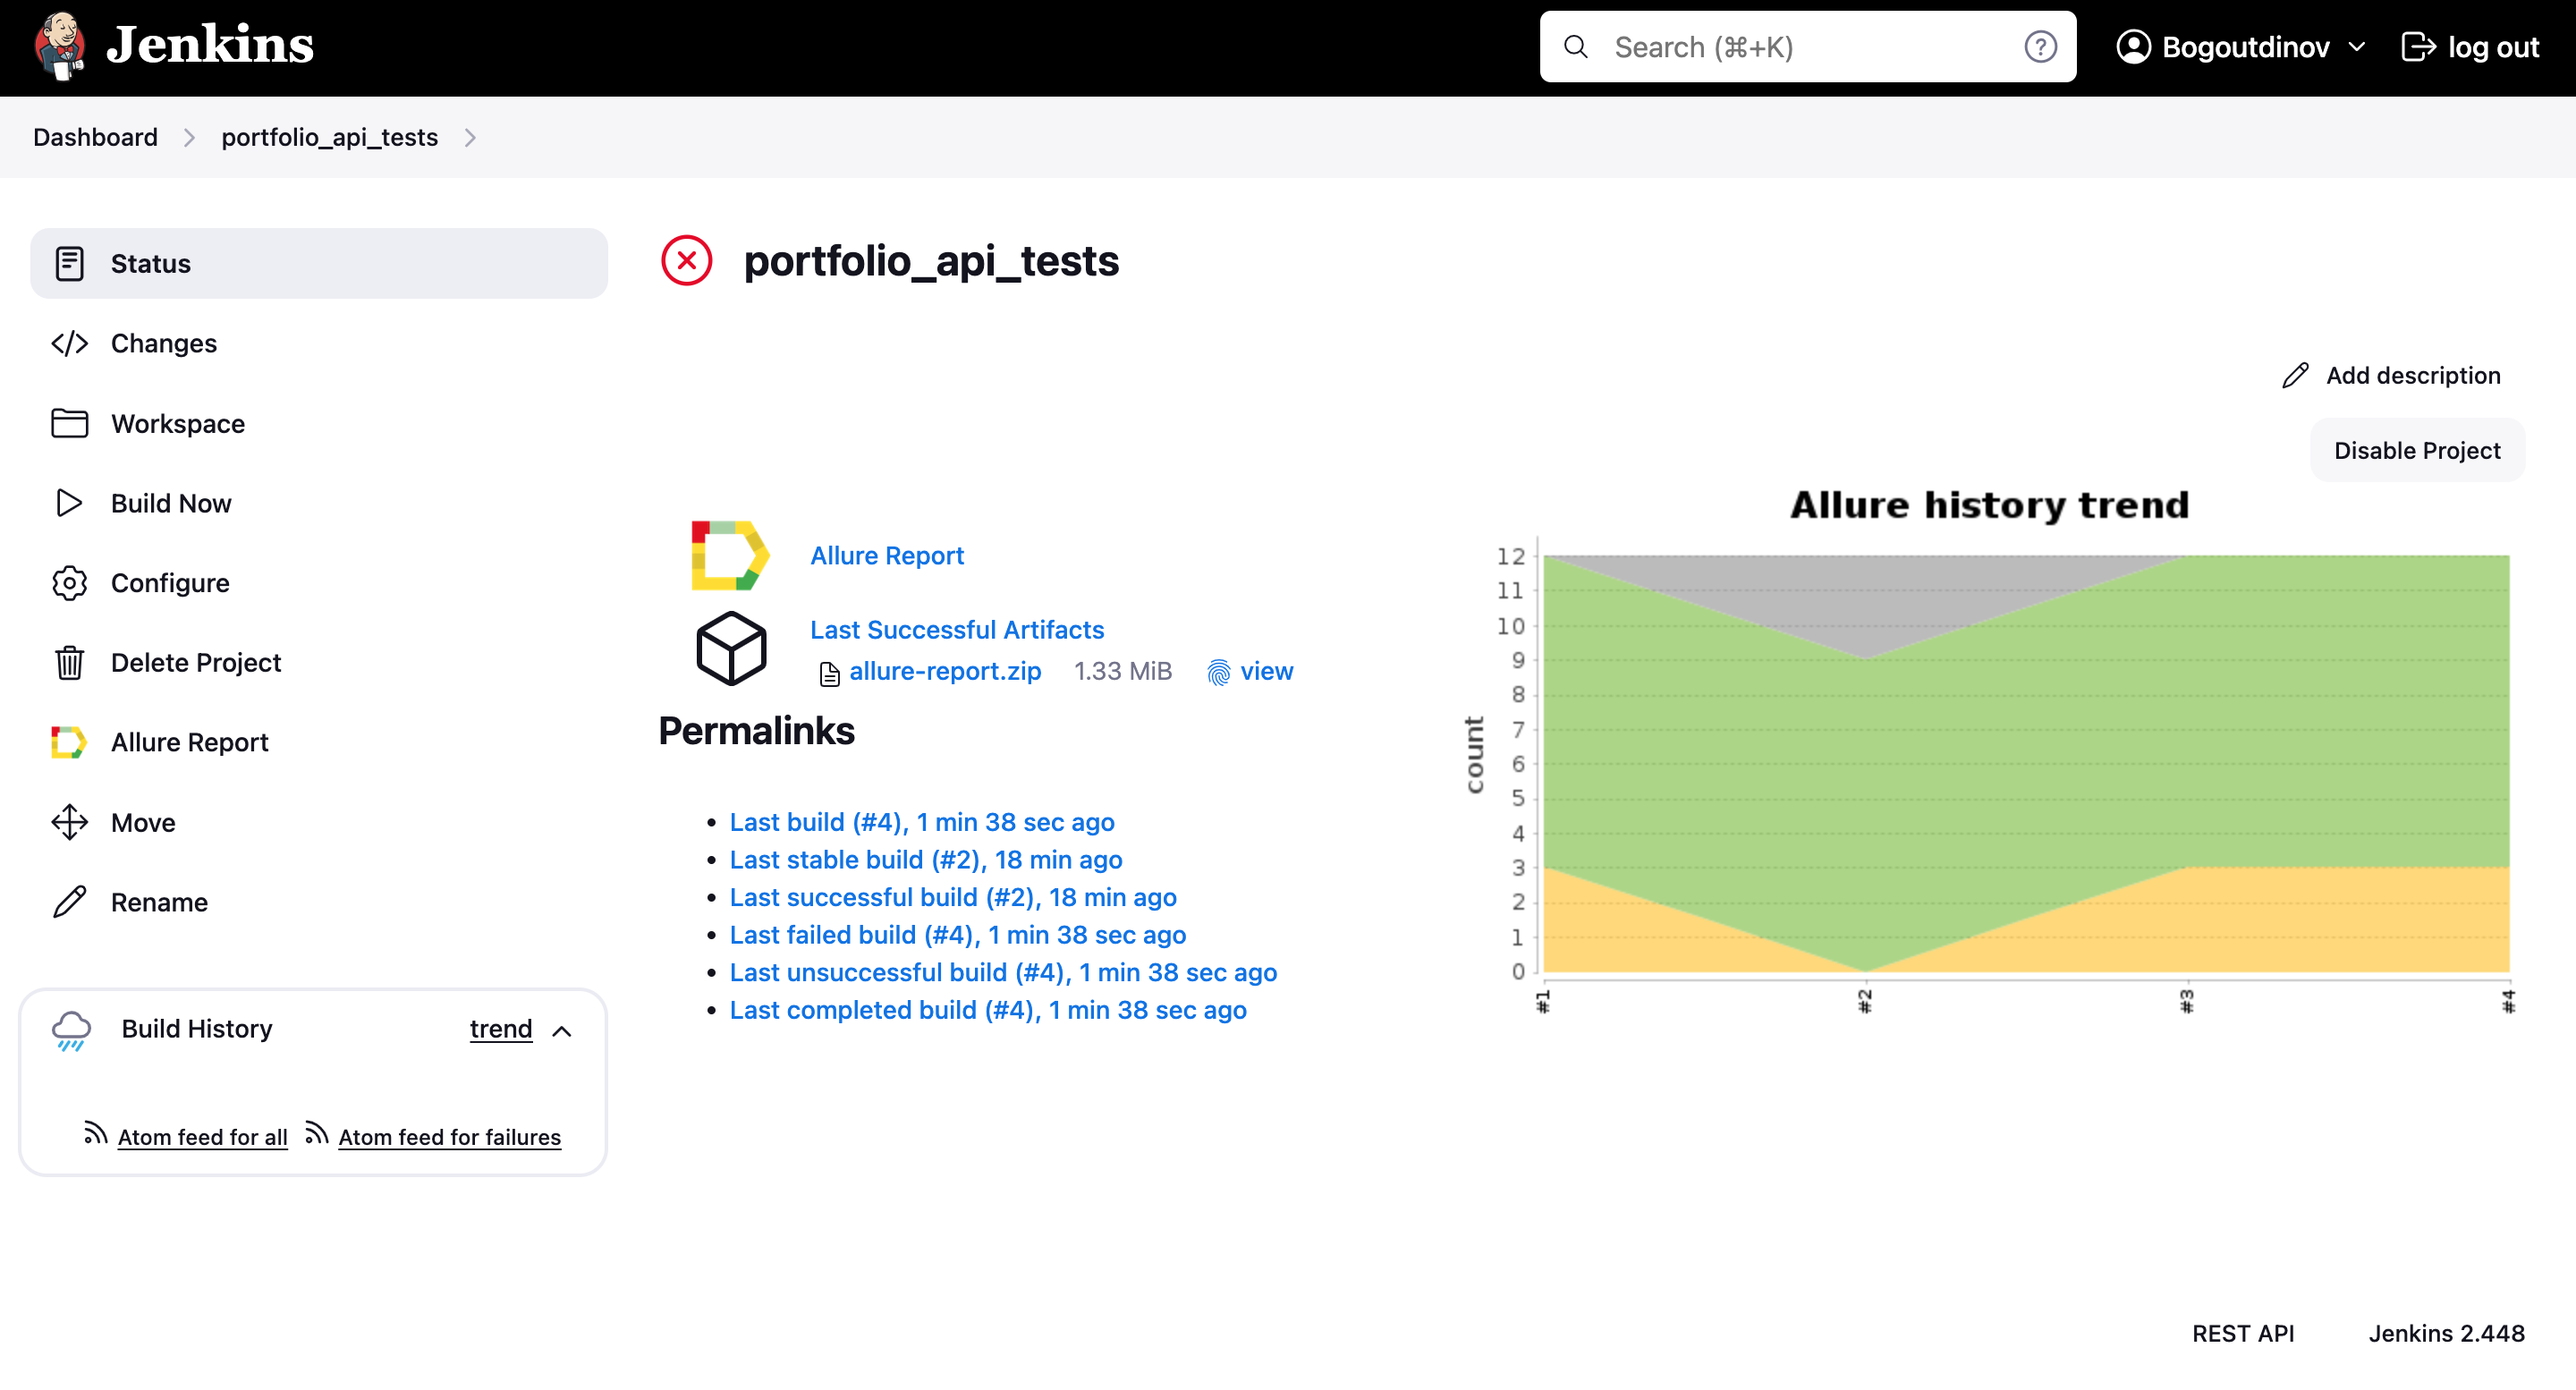 Jenkins
Search (⌘+K)
Bogoutdinov
log out
Dashboard
portfolio_api_tests
Status
Changes
Workspace
Build Now
Configure
Delete Project
Allure Report
Move
Rename
Build History
trend
Atom feed for all
Atom feed for failures
portfolio_api_tests
Add description
Disable Project
Allure Report
Last Successful Artifacts
allure-report.zip 1.33 MiB view
Permalinks
Last build (#4), 1 min 38 sec ago
Last stable build (#2), 18 min ago
Last successful build (#2), 18 min ago
Last failed build (#4), 1 min 38 sec ago
Last unsuccessful build (#4), 1 min 38 sec ago
Last completed build (#4), 1 min 38 sec ago
Allure history trend
count
12
11
10
9
8
7
6
5
4
3
2
1
0
#1
#2
#3
#4
REST API
Jenkins 2.448